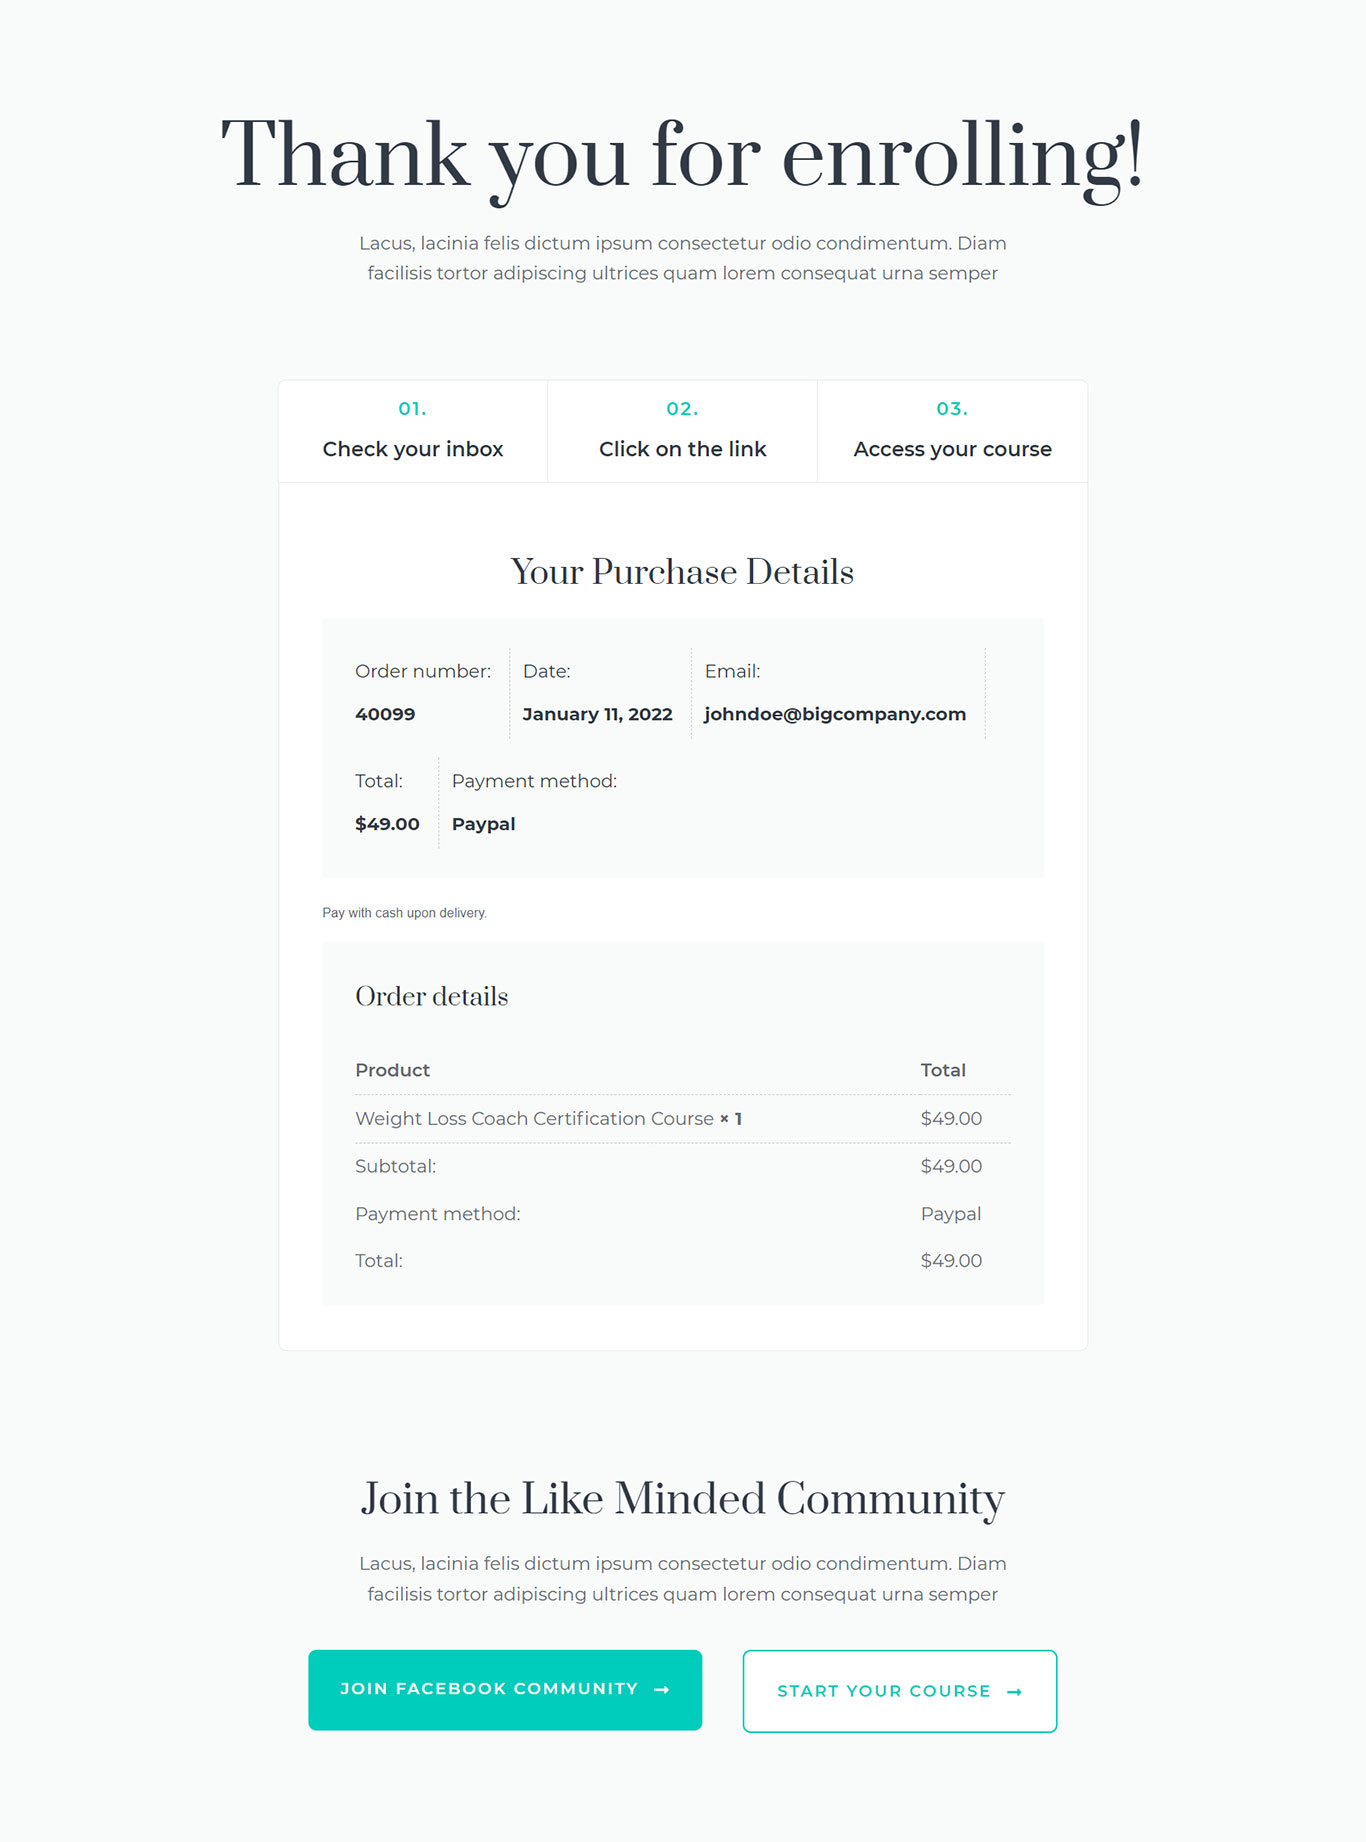 Thank you for enrolling!
Lacus, lacinia felis dictum ipsum consectetur odio condimentum. Diam
facilisis tortor adipiscing ultrices quam lorem consequat urna semper
01.
Check your inbox
02.
Click on the link
03.
Access your course
Your Purchase Details
Order number:
40099
Date:
January 11, 2022
Email:
johndoe@bigcompany.com
Total:
$49.00
Payment method:
Paypal
Pay with cash upon delivery.
Order details
Product Total
Weight Loss Coach Certification Course × 1 $49.00
Subtotal: $49.00
Payment method: Paypal
Total: $49.00
Join the Like Minded Community
Lacus, lacinia felis dictum ipsum consectetur odio condimentum. Diam
facilisis tortor adipiscing ultrices quam lorem consequat urna semper
JOIN FACEBOOK COMMUNITY →
START YOUR COURSE →